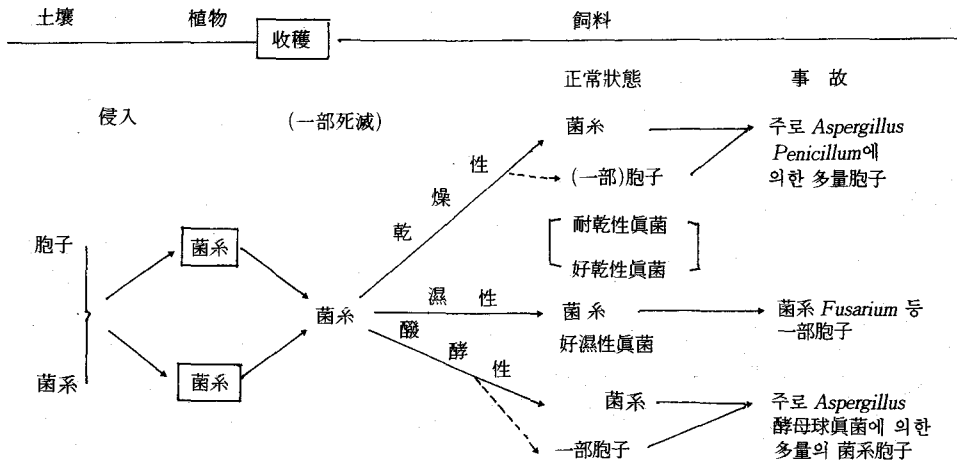 土壤 植物 收穫 飼料
正常狀態 事 故
侵入 (一部死滅) 菌糸 주로 Aspergillus
Penicillum에
의한 多量胞子
(一部)胞子
乾 燥 性
耐乾性眞菌
好乾性眞菌
胞子 菌糸
菌糸 濕 性 菌 糸 菌糸 Fusarium 등
一部胞子
好濕性眞菌
醱 酵 性
菌系 菌系
菌系 주로 Aspergillus
酵母球眞菌에 의한
多量의 菌系胞子
一部胞子